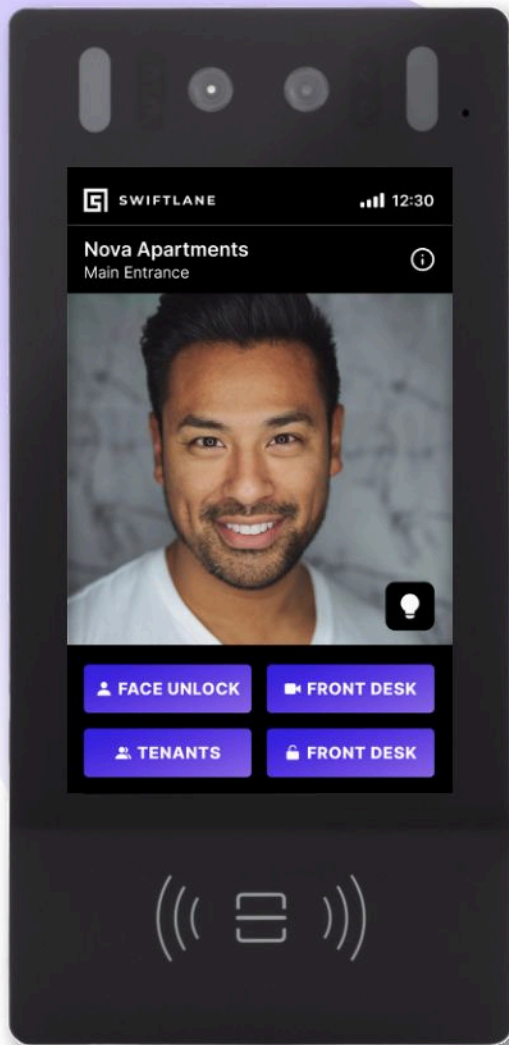 SWIFTLANE
12:30
Nova Apartments
Main Entrance
FACE UNLOCK
FRONT DESK
TENANTS
FRONT DESK